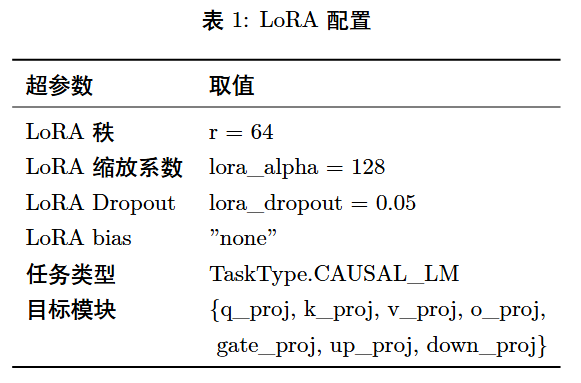 表 1: LoRA 配置
超参数 取值
LoRA 秩 r = 64
LoRA 缩放系数 lora_alpha = 128
LoRA Dropout lora_dropout = 0.05
LoRA bias ”none”
任务类型 TaskType.CAUSAL_LM
目标模块 {q_proj, k_proj, v_proj, o_proj,
gate_proj, up_proj, down_proj}